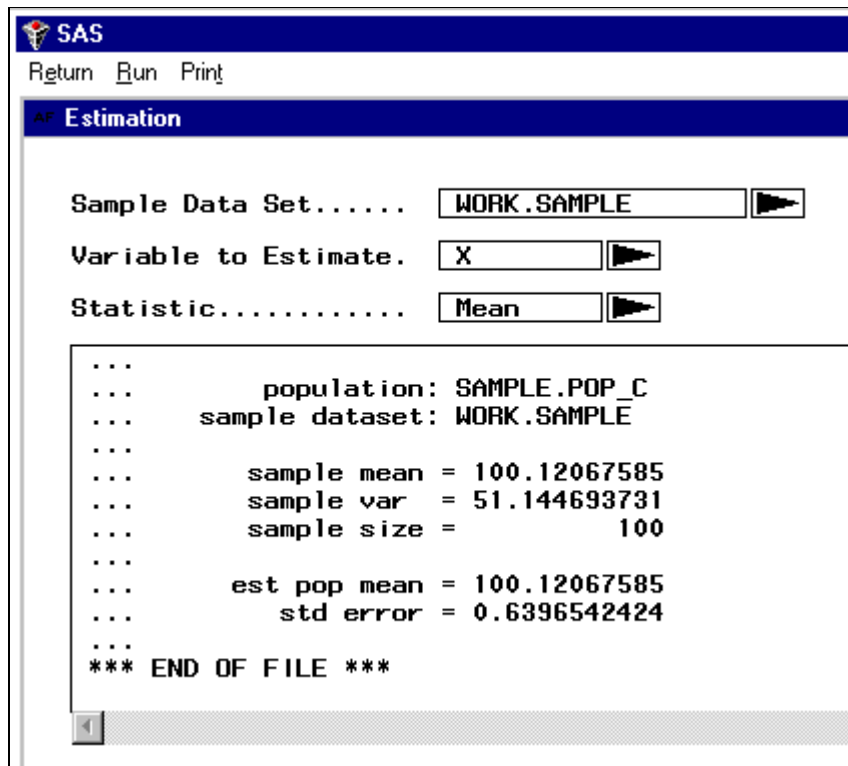 SAS
Return Run Print
AF Estimation
Sample Data Set...... WORK.SAMPLE
Variable to Estimate. X
Statistic............ Mean
...
... population: SAMPLE.POP_C
... sample dataset: WORK.SAMPLE
...
... sample mean = 100.12067585
... sample var = 51.144693731
... sample size = 100
...
... est pop mean = 100.12067585
... std error = 0.6396542424
...
*** END OF FILE ***